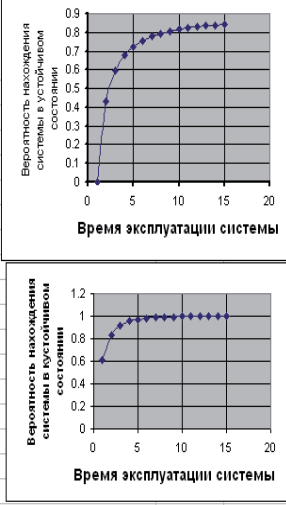 Вероятность нахождения
системы в устойчивом
состоянии
0.9
0.8
0.7
0.6
0.5
0.4
0.3
0.2
0.1
0
0 5 10 15 20
Время эксплуатации системы
Вероятность нахождения
системы в кустойчивом
состоянии
1.2
1
0.8
0.6
0.4
0.2
0
0 5 10 15 20
Время эксплуатации системы